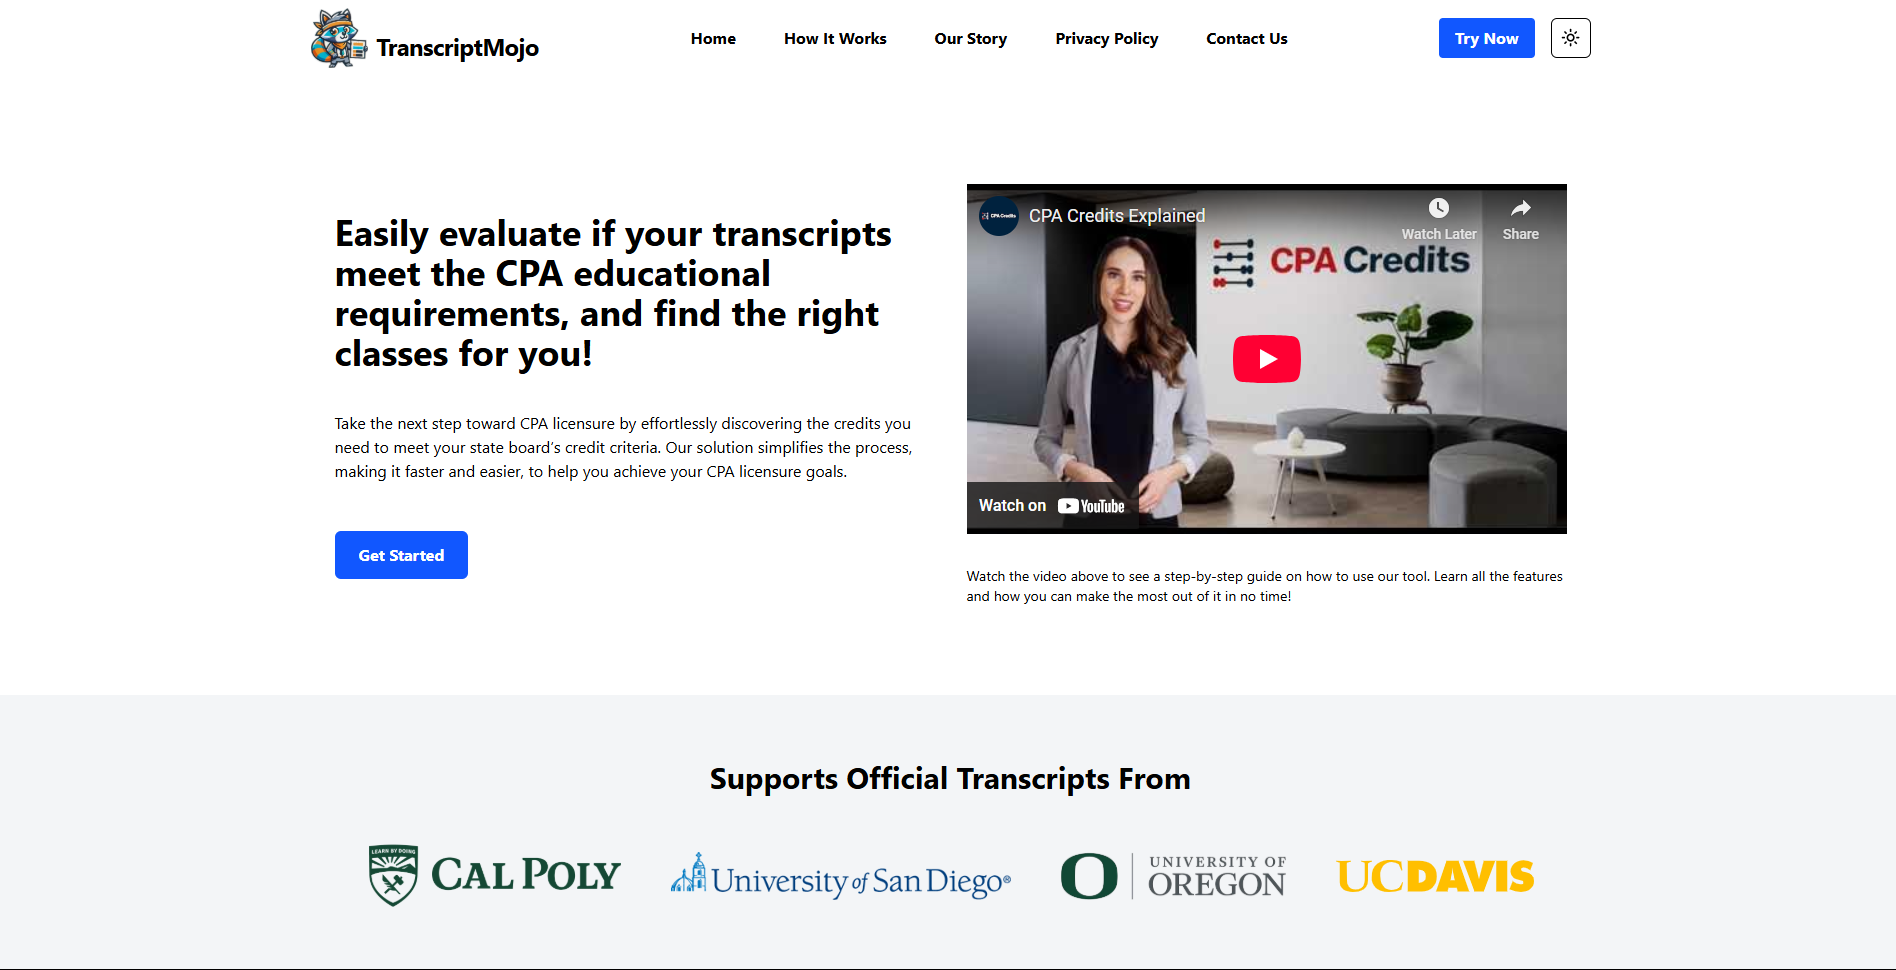 TranscriptMojo
Home
How It Works
Our Story
Privacy Policy
Contact Us
Try Now
Easily evaluate if your transcripts
meet the CPA educational
requirements, and find the right
classes for you!
Take the next step toward CPA licensure by effortlessly discovering the credits you
need to meet your state board’s credit criteria. Our solution simplifies the process,
making it faster and easier, to help you achieve your CPA licensure goals.
Get Started
CPA Credits
CPA Credits Explained
Watch Later
Share
CPA Credits
Watch on YouTube
Watch the video above to see a step-by-step guide on how to use our tool. Learn all the features
and how you can make the most out of it in no time!
Supports Official Transcripts From
LEARN BY DOING
CAL POLY
University of San Diego®
O
UNIVERSITY OF
OREGON
UCDAVIS